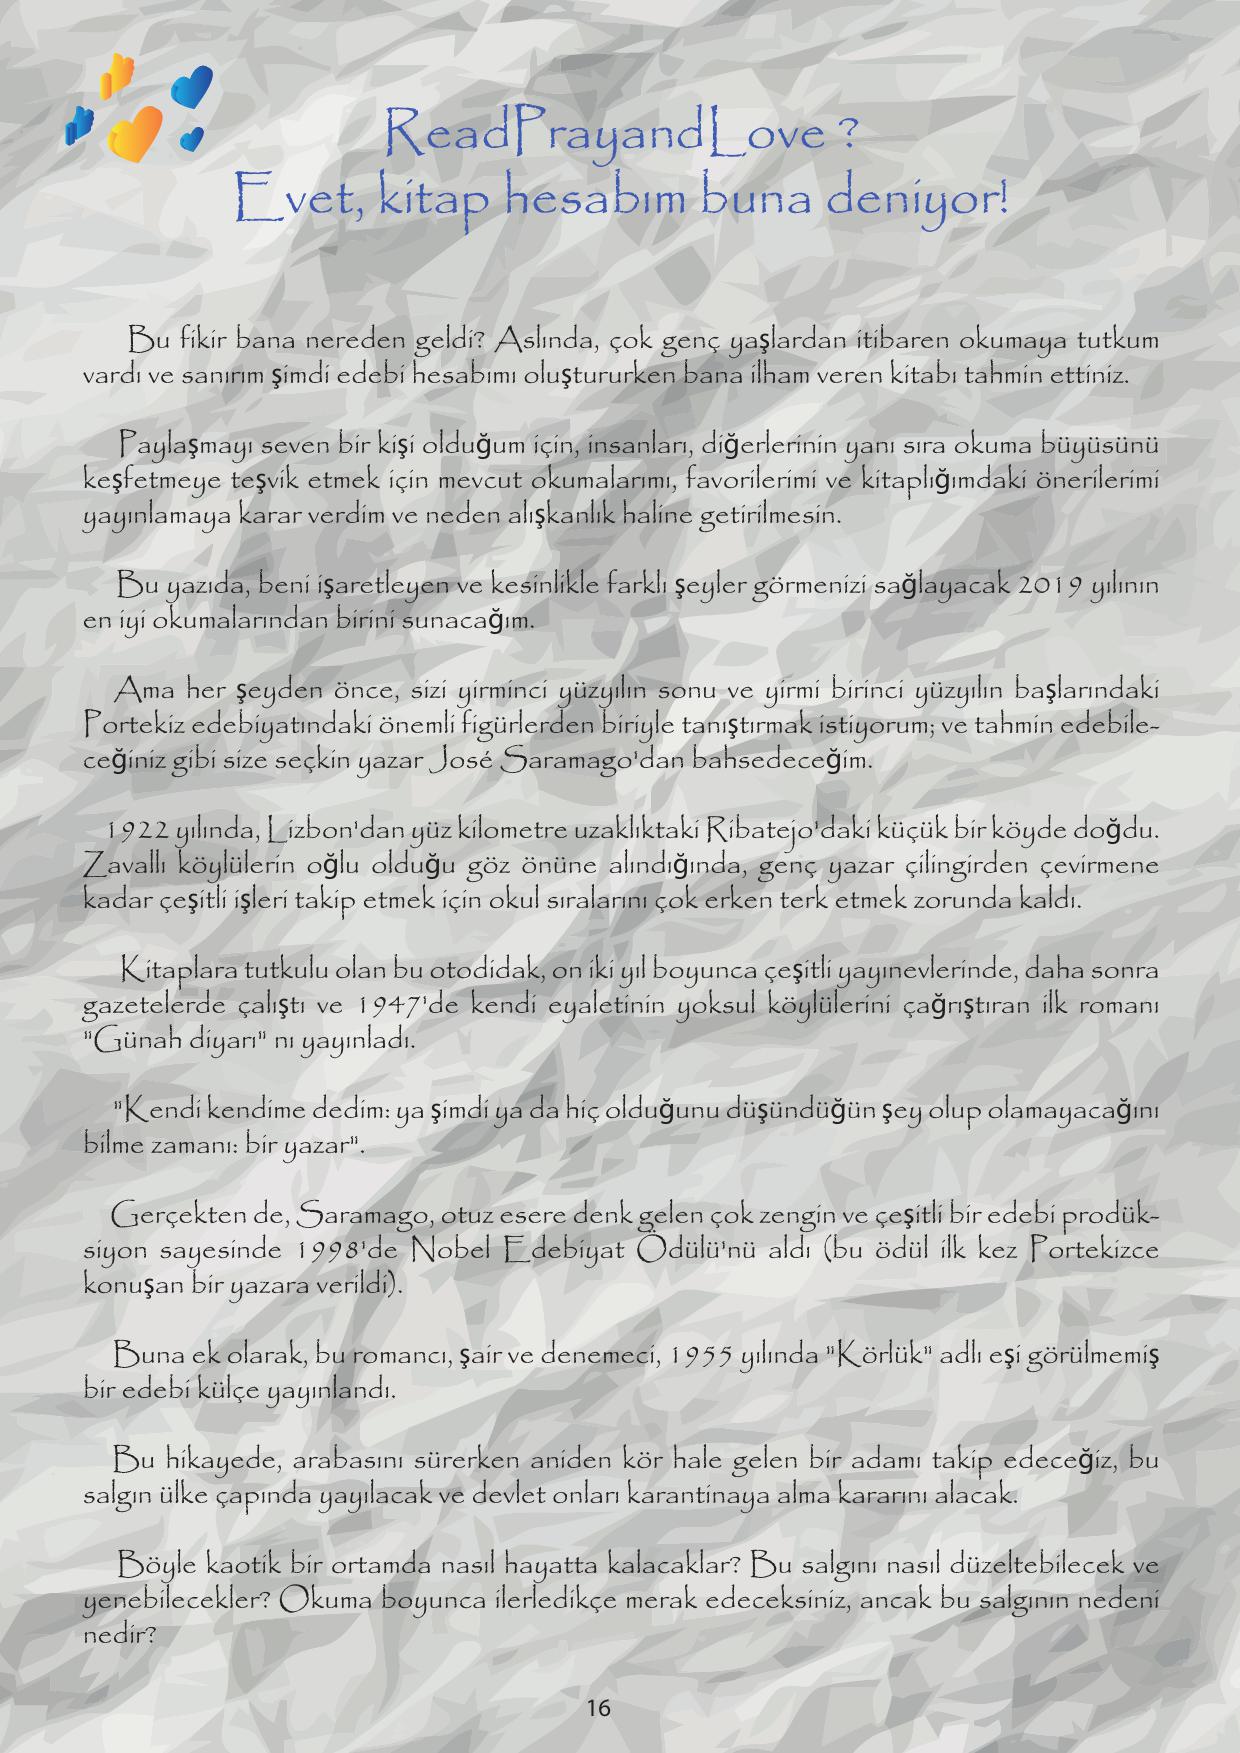 ReadPrayandLove ?
Evet, kitap hesabım buna deniyor!
Bu fikir bana nereden geldi? Aslında, çok genç yaşlardan itibaren okumaya tutkum
vardı ve sanırım şimdi edebi hesabımı oluştururken bana ilham veren kitabı tahmin ettiniz.
Paylaşmayı seven bir kişi olduğum için, insanları, diğerlerinin yanı sıra okuma büyüsünü
keşfetmeye teşvik etmek için mevcut okumalarımı, favorilerimi ve kitaplığımdaki önerilerimi
yayınlamaya karar verdim ve neden alışkanlık haline getirilmesin.
Bu yazıda, beni işaretleyen ve kesinlikle farklı şeyler görmenizi sağlayacak 2019 yılının
en iyi okumalarından birini sunacağım.
Ama her şeyden önce, sizi yirminci yüzyılın sonu ve yirmi birinci yüzyılın başlarındaki
Portekiz edebiyatındaki önemli figürlerden biriyle tanıştırmak istiyorum; ve tahmin edebile-
ceğiniz gibi size seçkin yazar José Saramago'dan bahsedeceğim.
1922 yılında, Lizbon'dan yüz kilometre uzaklıktaki Ribatejo'daki küçük bir köyde doğdu.
Zavallı köylülerin oğlu olduğu göz önüne alındığında, genç yazar çilingirden çevirmene
kadar çeşitli işleri takip etmek için okul sıralarını çok erken terk etmek zorunda kaldı.
Kitaplara tutkulu olan bu otodidak, on iki yıl boyunca çeşitli yayınevlerinde, daha sonra
gazetelerde çalıştı ve 1947'de kendi eyaletinin yoksul köylülerini çağrıştıran ilk romanı
"Günah diyarı" nı yayınladı.
"Kendi kendime dedim: ya şimdi ya da hiç olduğunu düşündüğün şey olup olamayacağını
bilme zamanı: bir yazar".
Gerçekten de, Saramago, otuz esere denk gelen çok zengin ve çeşitli bir edebi prodük-
siyon sayesinde 1998'de Nobel Edebiyat Ödülü'nü aldı (bu ödül ilk kez Portekizce
konuşan bir yazara verildi).
Buna ek olarak, bu romancı, şair ve denemeci, 1955 yılında "Körlük" adlı eşi görülmemiş
bir edebi külçe yayınlandı.
Bu hikayede, arabasını sürerken aniden kör hale gelen bir adamı takip edeceğiz, bu
salgın ülke çapında yayılacak ve devlet onları karantinaya alma kararını alacak.
Böyle kaotik bir ortamda nasıl hayatta kalacaklar? Bu salgını nasıl düzeltebilecek ve
yenebilecekler? Okuma boyunca ilerledikçe merak edeceksiniz, ancak bu salgının nedeni
nedir?
16